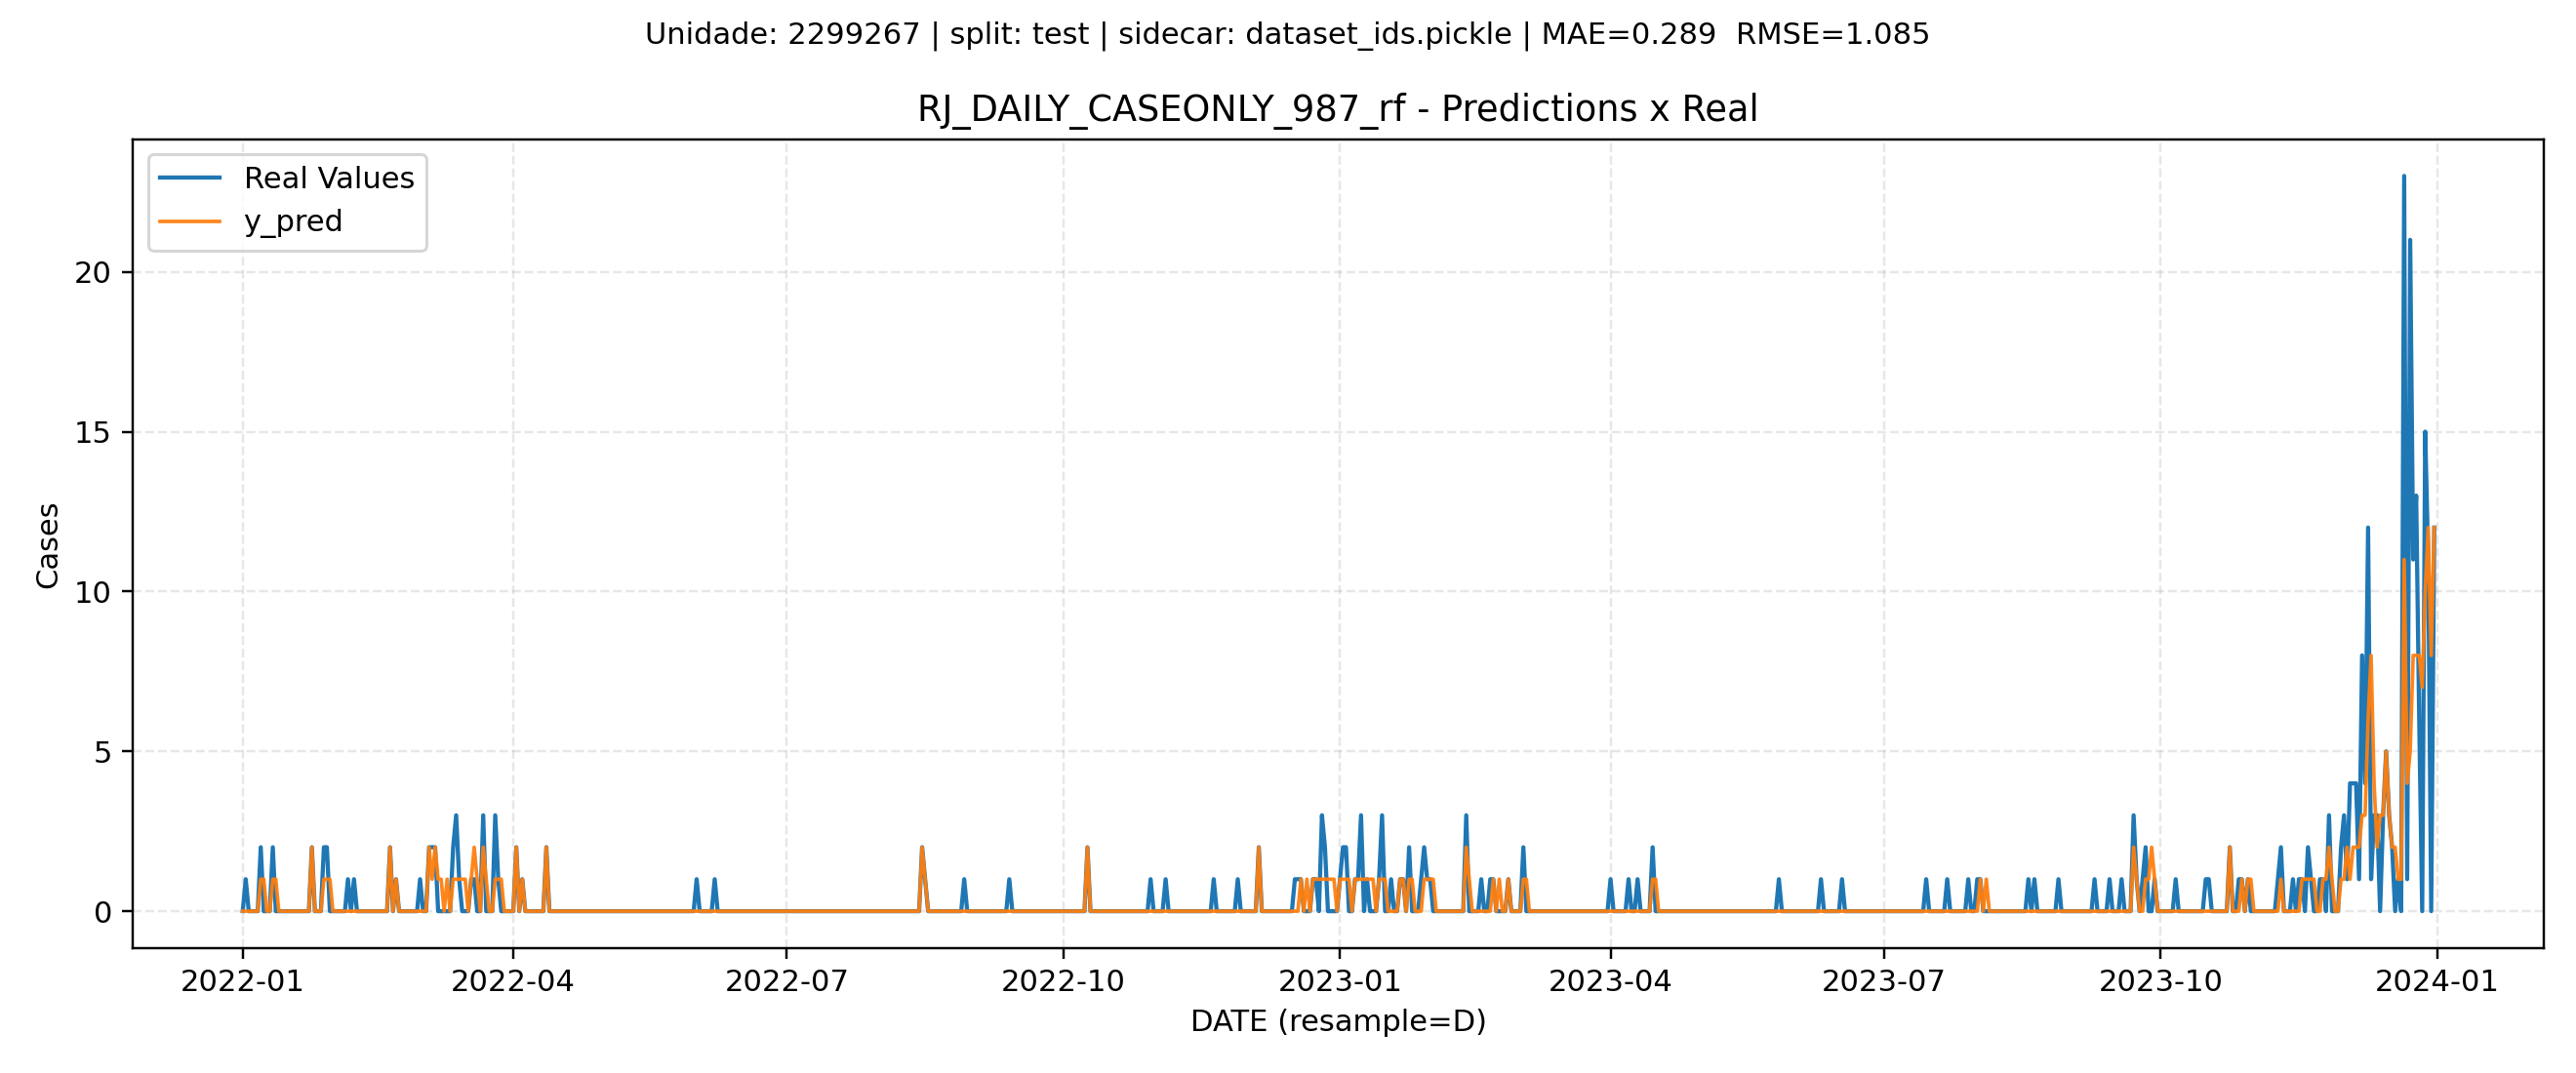 Unidade: 2299267 | split: test | sidecar: dataset_ids.pickle | MAE=0.289  RMSE=1.085
RJ_DAILY_CASEONLY_987_rf - Predictions x Real
Real Values
y_pred
Cases
20
15
10
5
0
2022-01 2022-04 2022-07 2022-10 2023-01 2023-04 2023-07 2023-10 2024-01
DATE (resample=D)